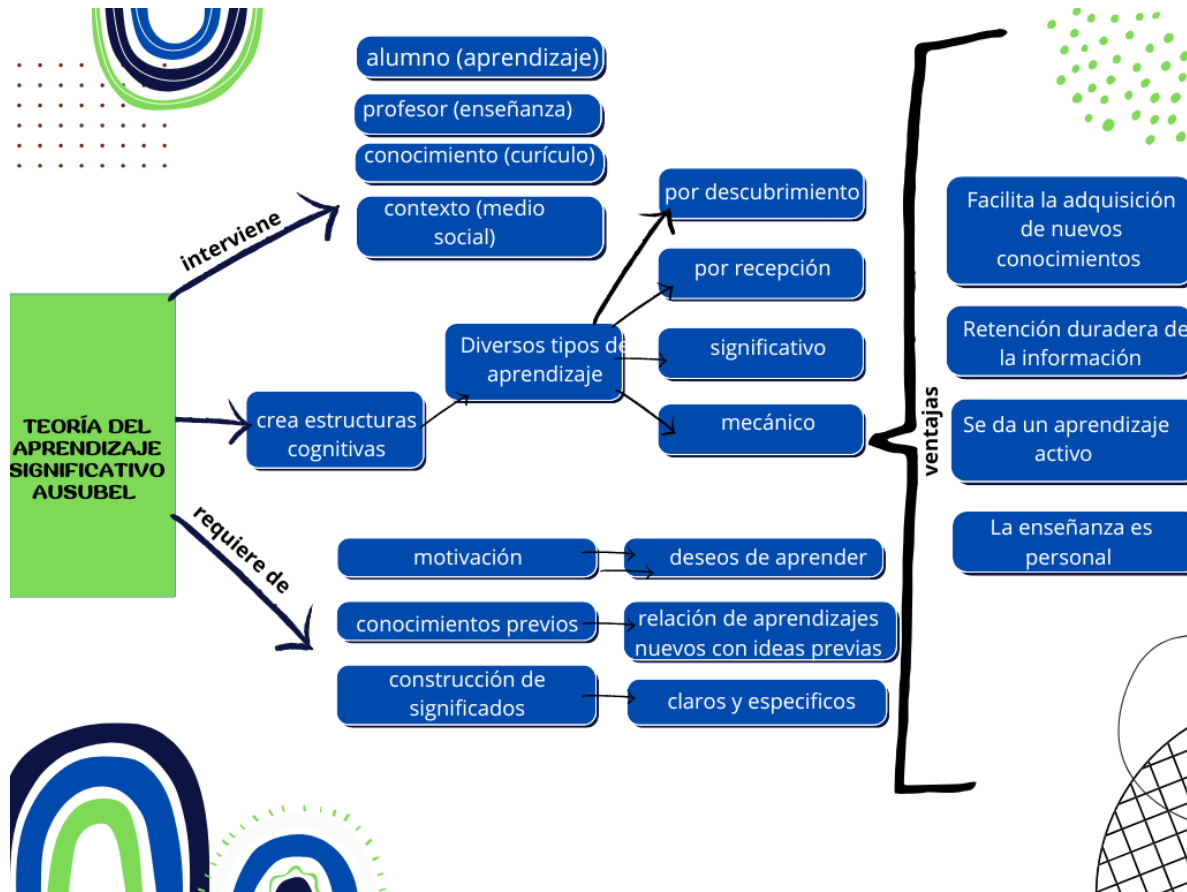 TEORÍA DEL
APRENDIZAJE
SIGNIFICATIVO
AUSUBEL
interviene
alumno (aprendizaje)
profesor (enseñanza)
conocimiento (curículo)
contexto (medio
social)
crea estructuras
cognitivas
Diversos tipos de
aprendizaje
por descubrimiento
por recepción
significativo
mecánico
requiere de
motivación
deseos de aprender
conocimientos previos
relación de aprendizajes
nuevos con ideas previas
construcción de
significados
claros y especificos
ventajas
Facilita la adquisición
de nuevos
conocimientos
Retención duradera de
la información
Se da un aprendizaje
activo
La enseñanza es
personal